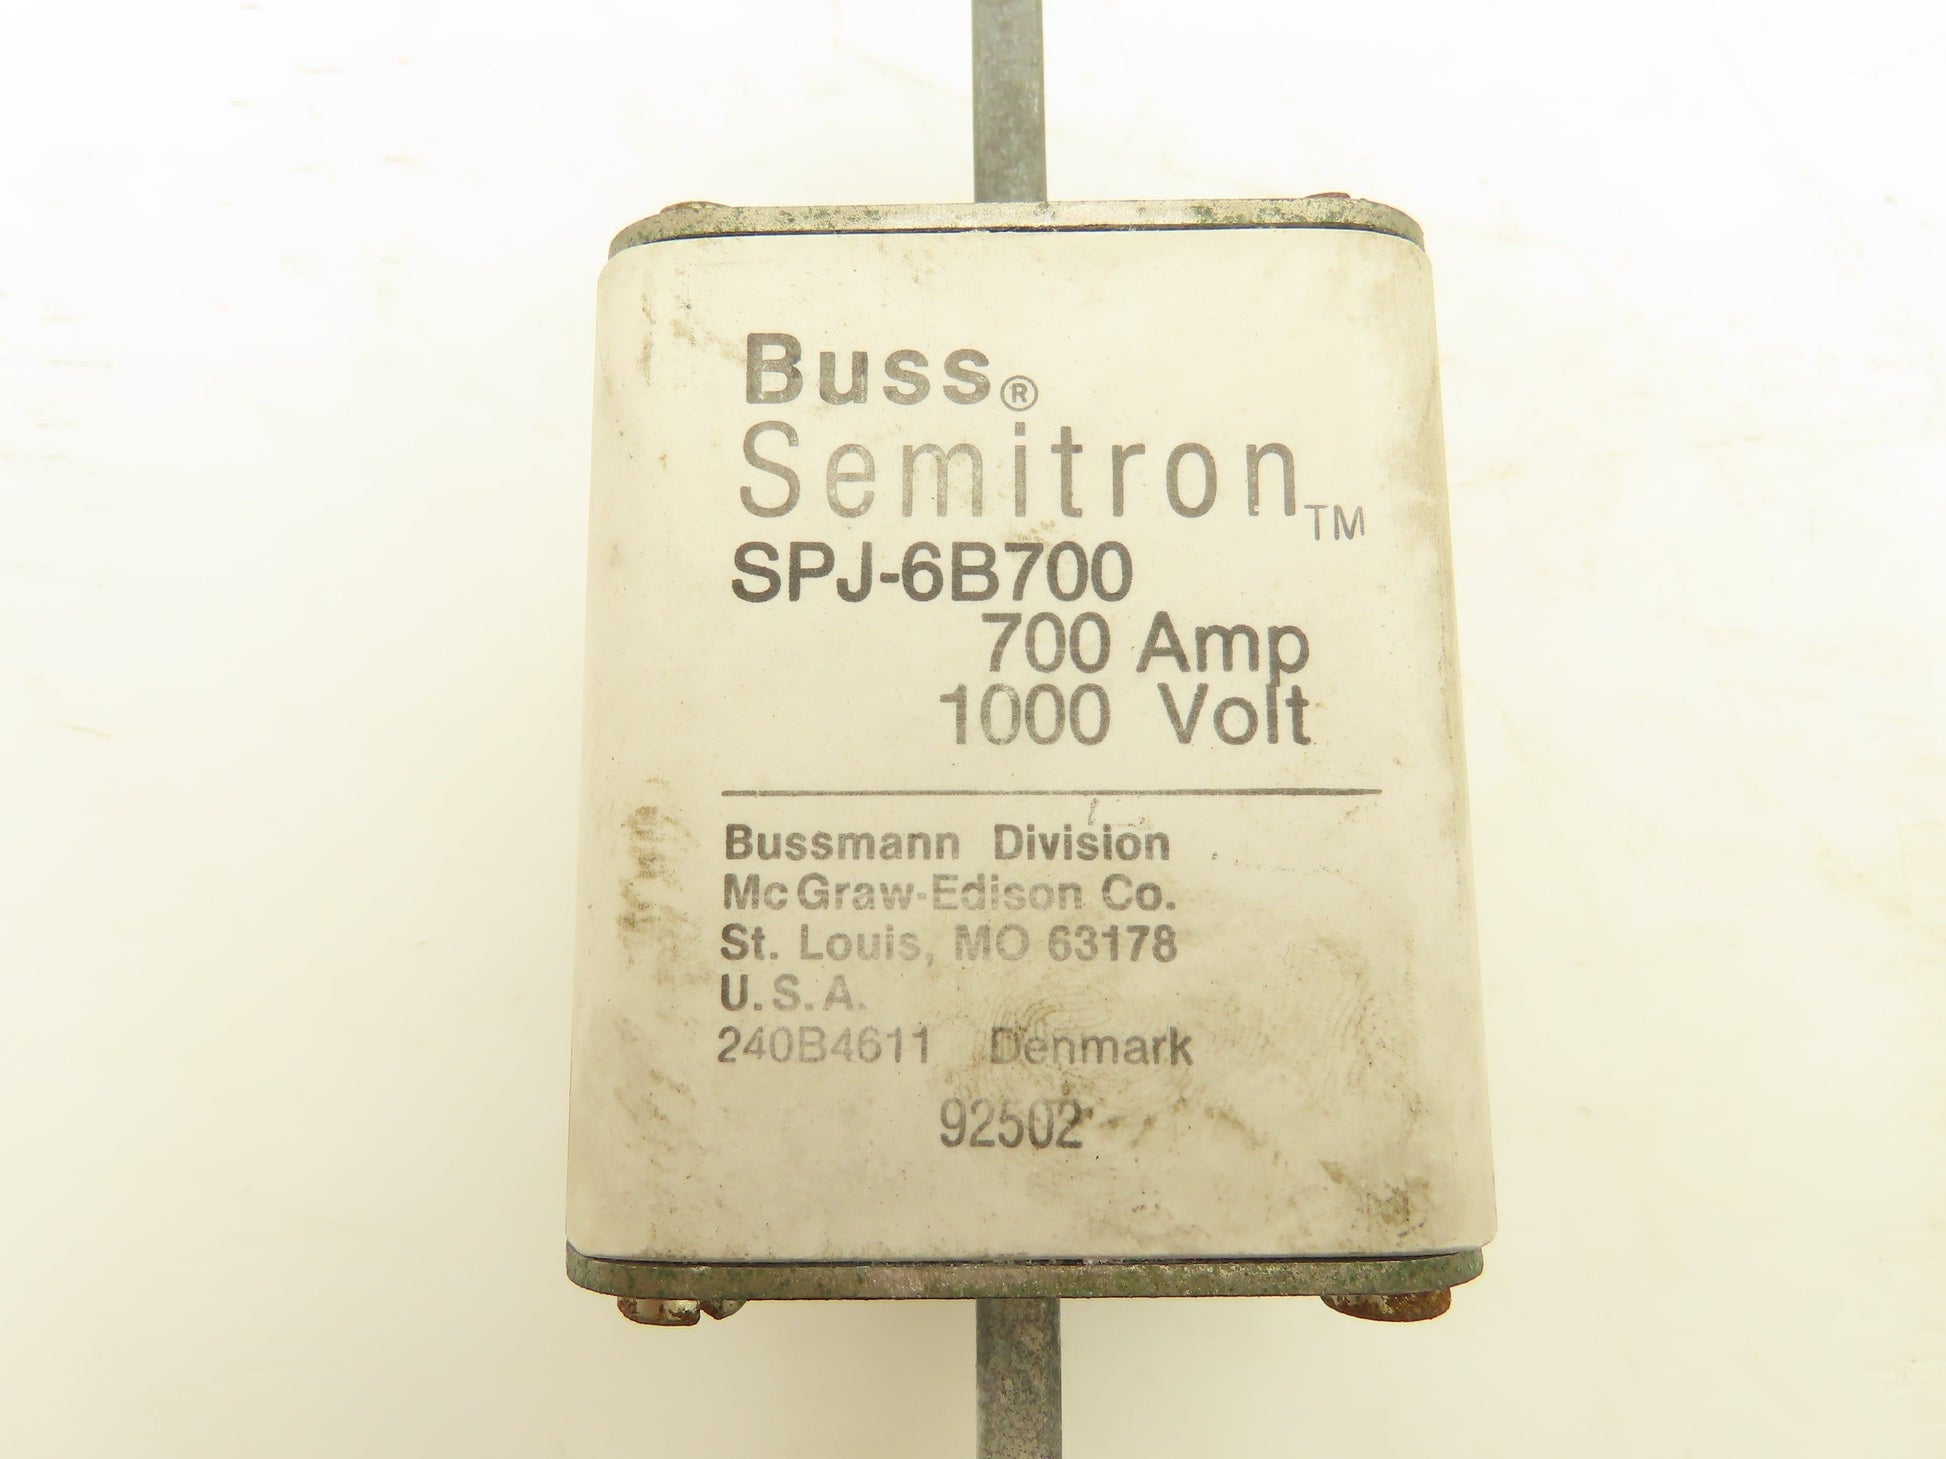 Buss®
Semitron™
SPJ-6B700
700 Amp
1000 Volt
Bussmann Division
McGraw-Edison Co.
St. Louis, MO 63178
U.S.A.
240B4611 Denmark
92502